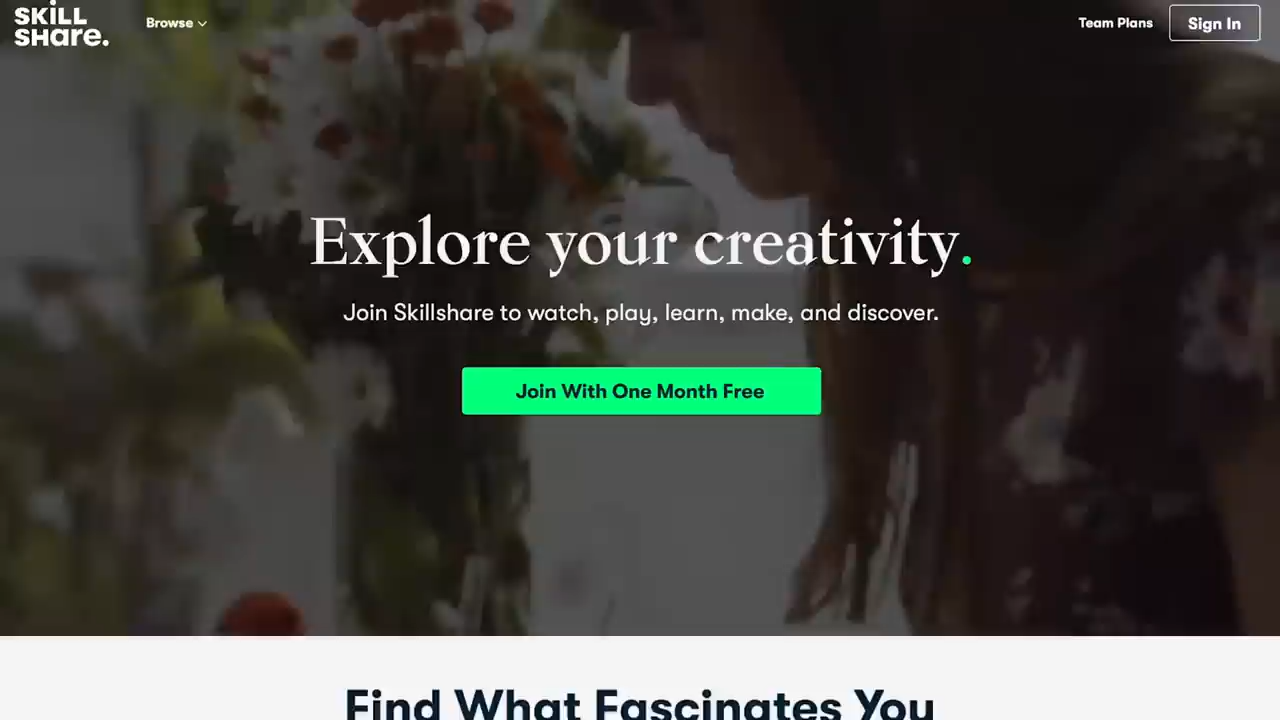 SKILL
SHare.
Browse
Team Plans
Sign In
Explore your creativity.
Join Skillshare to watch, play, learn, make, and discover.
Join With One Month Free
Find What Fascinates You